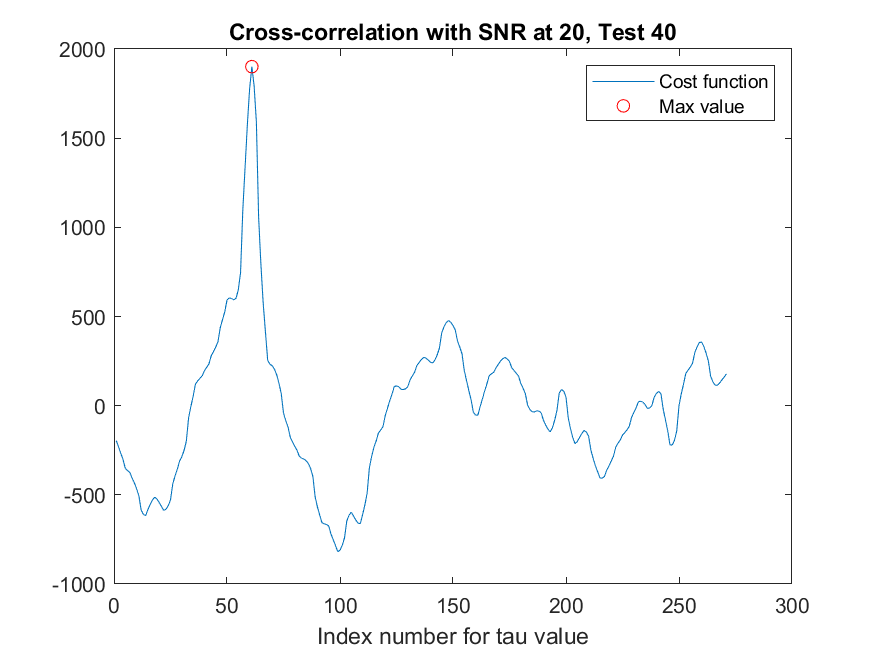 Cross-correlation with SNR at 20, Test 40
2000
1500
1000
500
0
-500
-1000
0 50 100 150 200 250 300
Index number for tau value
Cost function
Max value